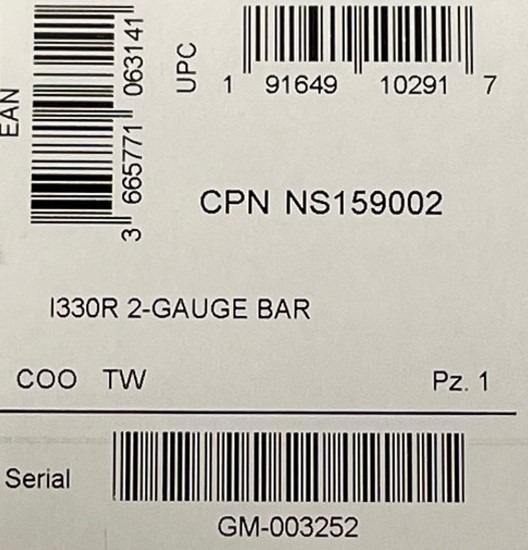 EAN
3 665771 063141
UPC
1 91649 10291 7
CPN NS159002
I330R 2-GAUGE BAR
COO TW Pz. 1
Serial
GM-003252